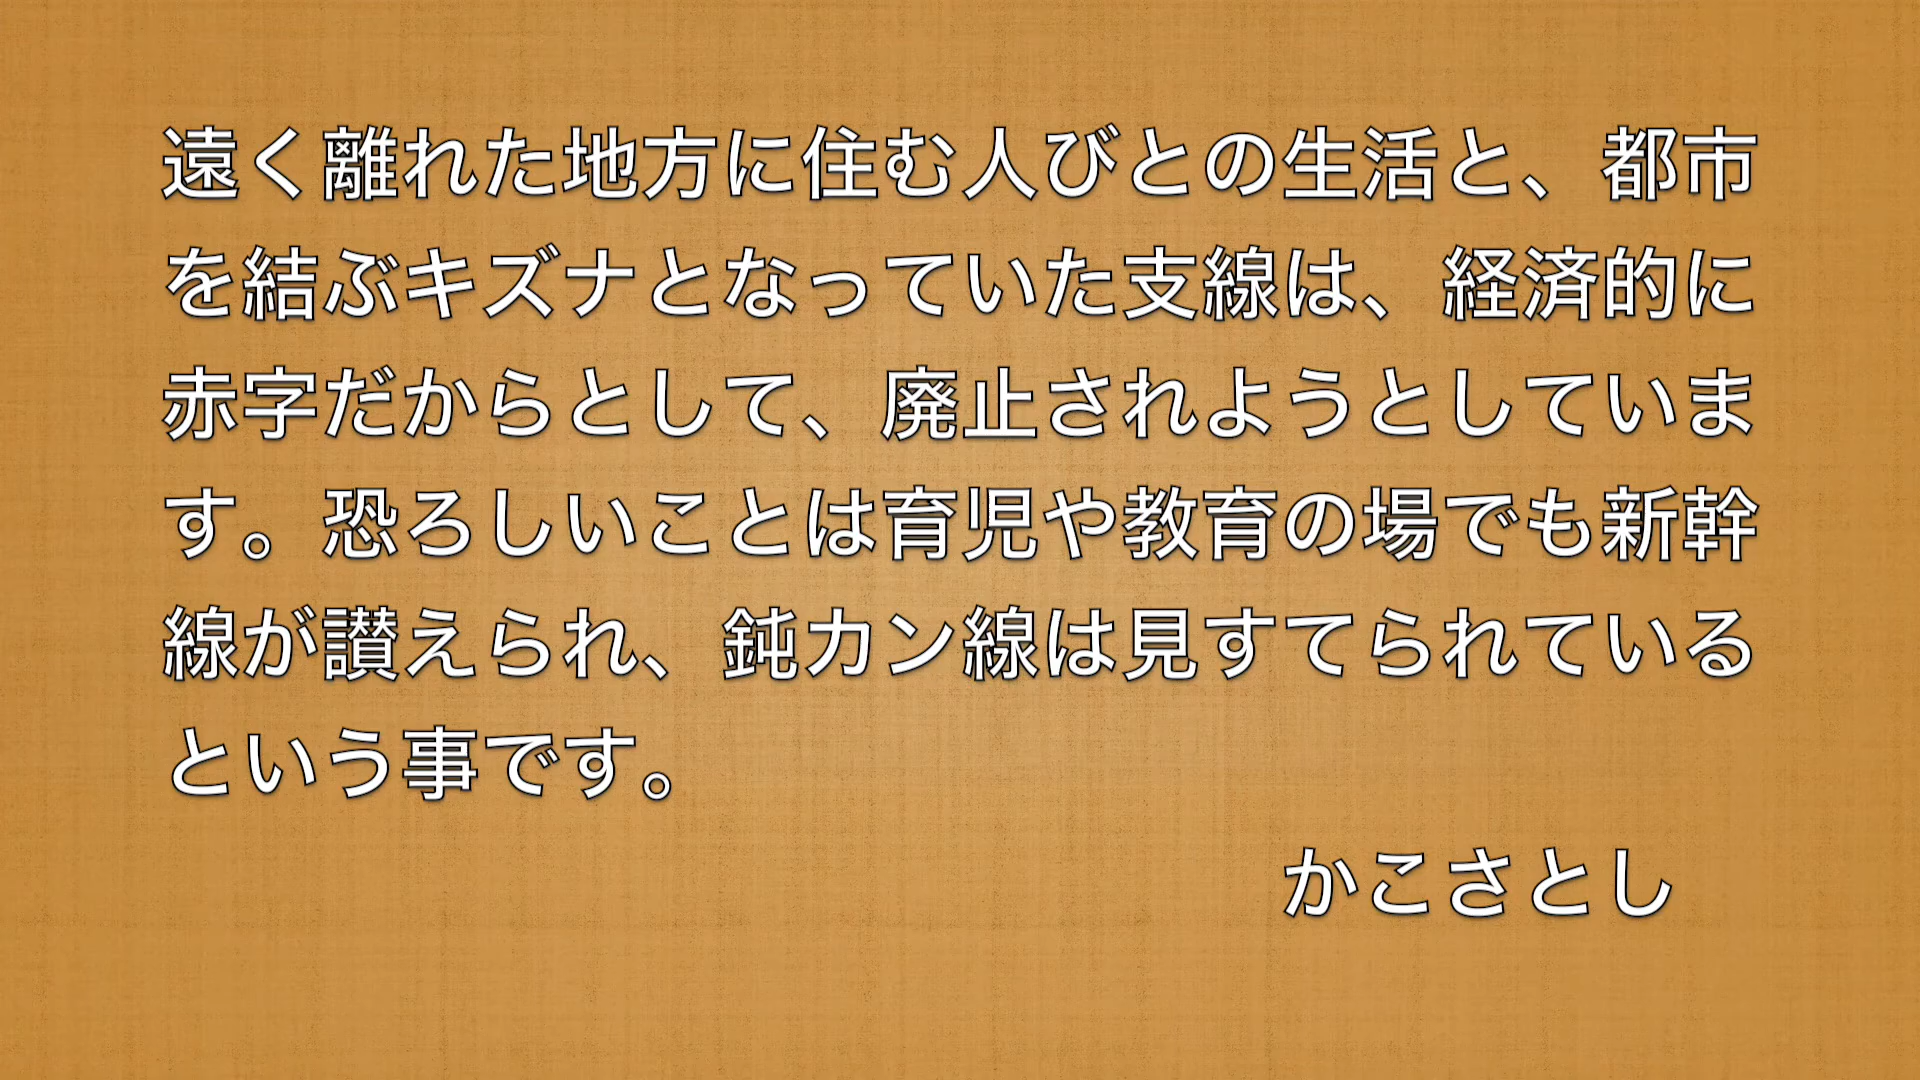 遠く離れた地方に住む人びとの生活と、都市
を結ぶキズナとなっていた支線は、経済的に
赤字だからとして、廃止されようとしていま
す。恐ろしいことは育児や教育の場でも新幹
線が讃えられ、鈍カン線は見すてられている
という事です。
かこさとし